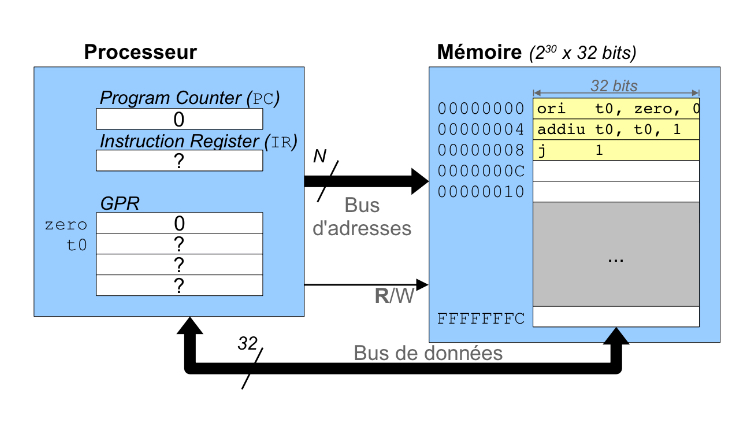 Processeur
Program Counter (PC)
0
Instruction Register (IR)
?
GPR
zero 0
t0 ?
?
?
N
Bus
d'adresses
R/W
32
Bus de données
Mémoire (2³⁰ x 32 bits)
32 bits
00000000 ori t0, zero, 0
00000004 addiu t0, t0, 1
00000008 j 1
0000000C
00000010
...
FFFFFFFC